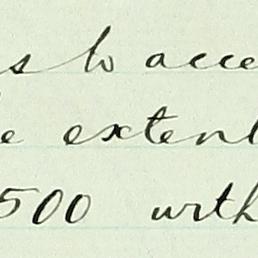 s to acce
e extent
500 with